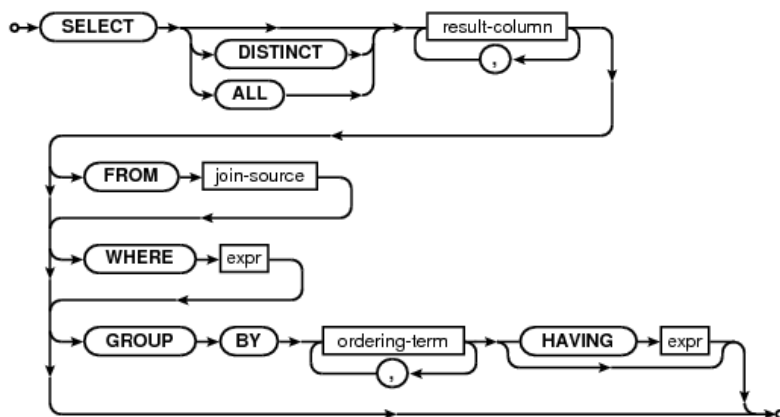 SELECT result-column
DISTINCT ,
ALL
FROM join-source
WHERE expr
GROUP BY ordering-term HAVING expr
,